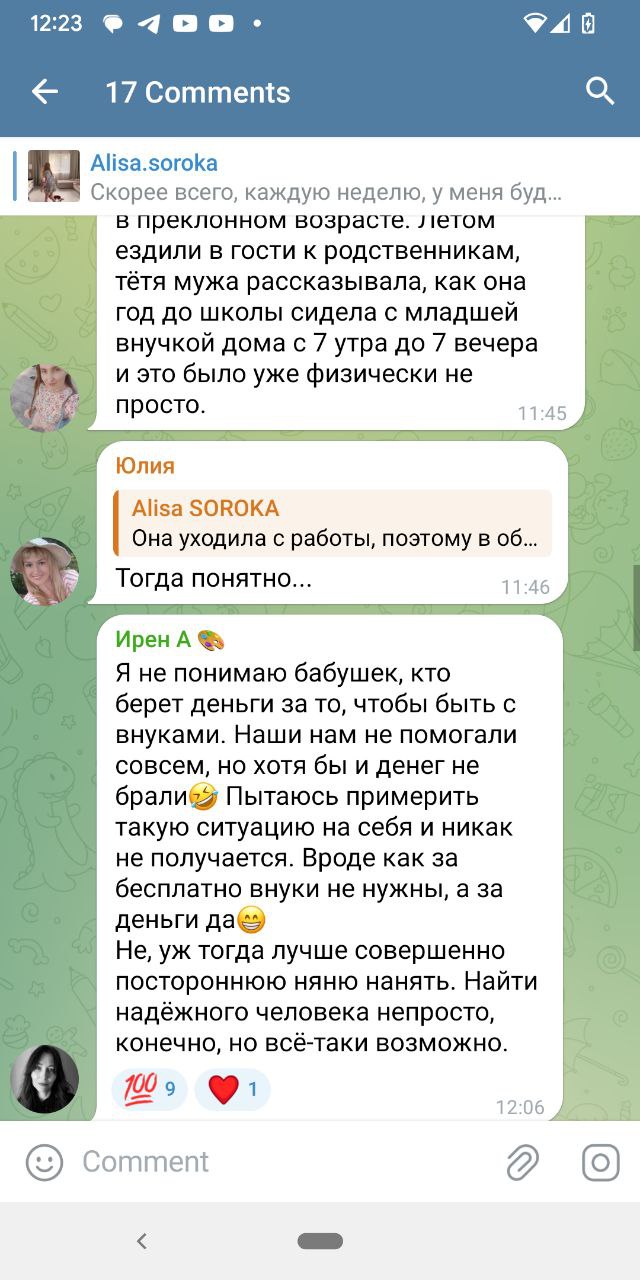 12:23
17 Comments
Alisa.soroka
Скорее всего, каждую неделю, у меня буд...
в преклонном возрасте. Летом
ездили в гости к родственникам,
тётя мужа рассказывала, как она
год до школы сидела с младшей
внучкой дома с 7 утра до 7 вечера
и это было уже физически не
просто.
11:45
Юлия
Alisa SOROKA
Она уходила с работы, поэтому в об...
Тогда понятно...
11:46
Ирен А 🎨
Я не понимаю бабушек, кто
берет деньги за то, чтобы быть с
внуками. Наши нам не помогали
совсем, но хотя бы и денег не
брали🤣 Пытаюсь примерить
такую ситуацию на себя и никак
не получается. Вроде как за
бесплатно внуки не нужны, а за
деньги да😁
Не, уж тогда лучше совершенно
постороннюю няню нанять. Найти
надёжного человека непросто,
конечно, но всё-таки возможно.
💯 9 ❤️ 1
12:06
Comment